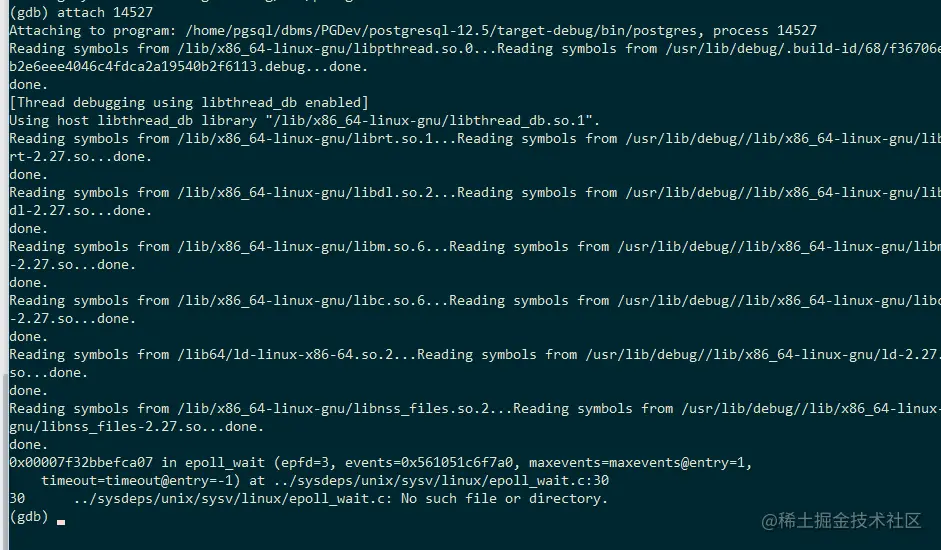 (gdb) attach 14527
Attaching to program: /home/pgsql/dbms/PGDev/postgresql-12.5/target-debug/bin/postgres, process 14527
Reading symbols from /lib/x86_64-linux-gnu/libpthread.so.0...Reading symbols from /usr/lib/debug/.build-id/68/f36706e
b2e6eee4046c4fdca2a19540b2f6113.debug...done.
done.
[Thread debugging using libthread_db enabled]
Using host libthread_db library "/lib/x86_64-linux-gnu/libthread_db.so.1".
Reading symbols from /lib/x86_64-linux-gnu/librt.so.1...Reading symbols from /usr/lib/debug//lib/x86_64-linux-gnu/lib
rt-2.27.so...done.
done.
Reading symbols from /lib/x86_64-linux-gnu/libdl.so.2...Reading symbols from /usr/lib/debug//lib/x86_64-linux-gnu/lib
dl-2.27.so...done.
done.
Reading symbols from /lib/x86_64-linux-gnu/libm.so.6...Reading symbols from /usr/lib/debug//lib/x86_64-linux-gnu/libm
-2.27.so...done.
done.
Reading symbols from /lib/x86_64-linux-gnu/libc.so.6...Reading symbols from /usr/lib/debug//lib/x86_64-linux-gnu/libc
-2.27.so...done.
done.
Reading symbols from /lib64/ld-linux-x86-64.so.2...Reading symbols from /usr/lib/debug//lib/x86_64-linux-gnu/ld-2.27.
so...done.
done.
Reading symbols from /lib/x86_64-linux-gnu/libnss_files.so.2...Reading symbols from /usr/lib/debug//lib/x86_64-linux-
gnu/libnss_files-2.27.so...done.
done.
0x00007f32bbefca07 in epoll_wait (epfd=3, events=0x561051c6f7a0, maxevents=maxevents@entry=1,
    timeout=timeout@entry=-1) at ../sysdeps/unix/sysv/linux/epoll_wait.c:30
30      ../sysdeps/unix/sysv/linux/epoll_wait.c: No such file or directory.
(gdb)
@稀土掘金技术社区